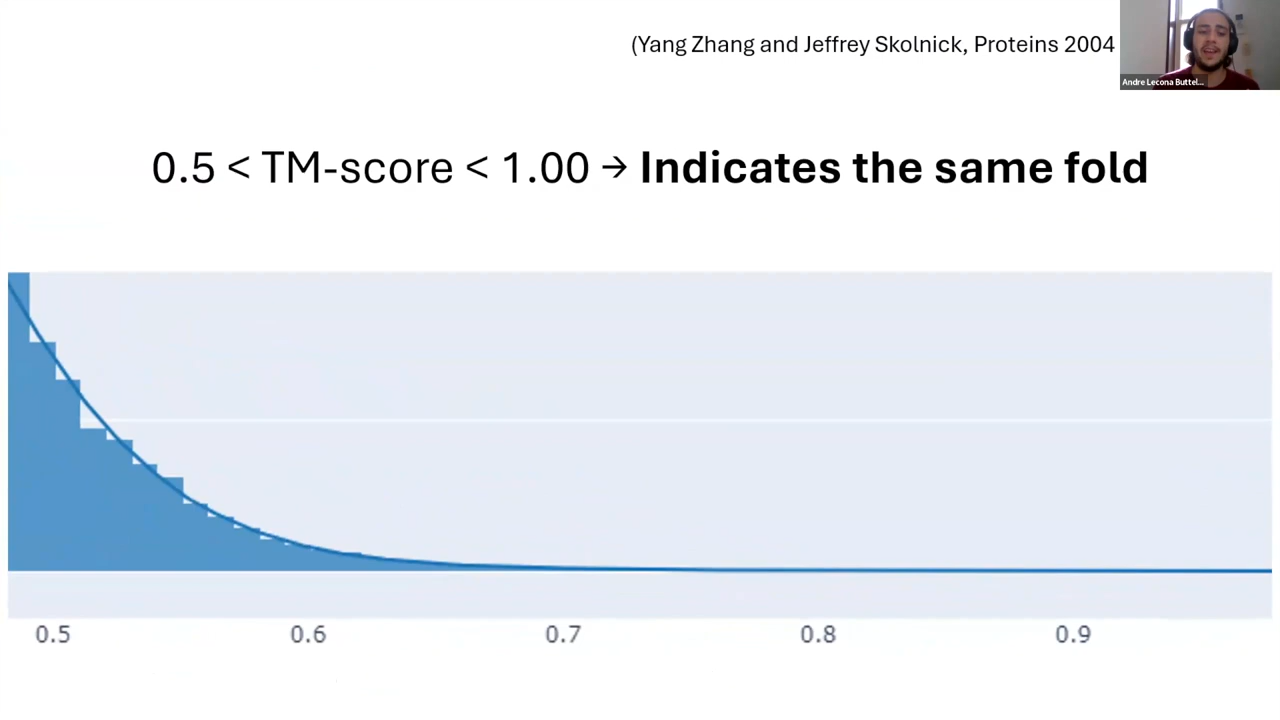 (Yang Zhang and Jeffrey Skolnick, Proteins 2004
Andre Lecona Buttel...
0.5 < TM-score < 1.00 → Indicates the same fold
0.5 0.6 0.7 0.8 0.9